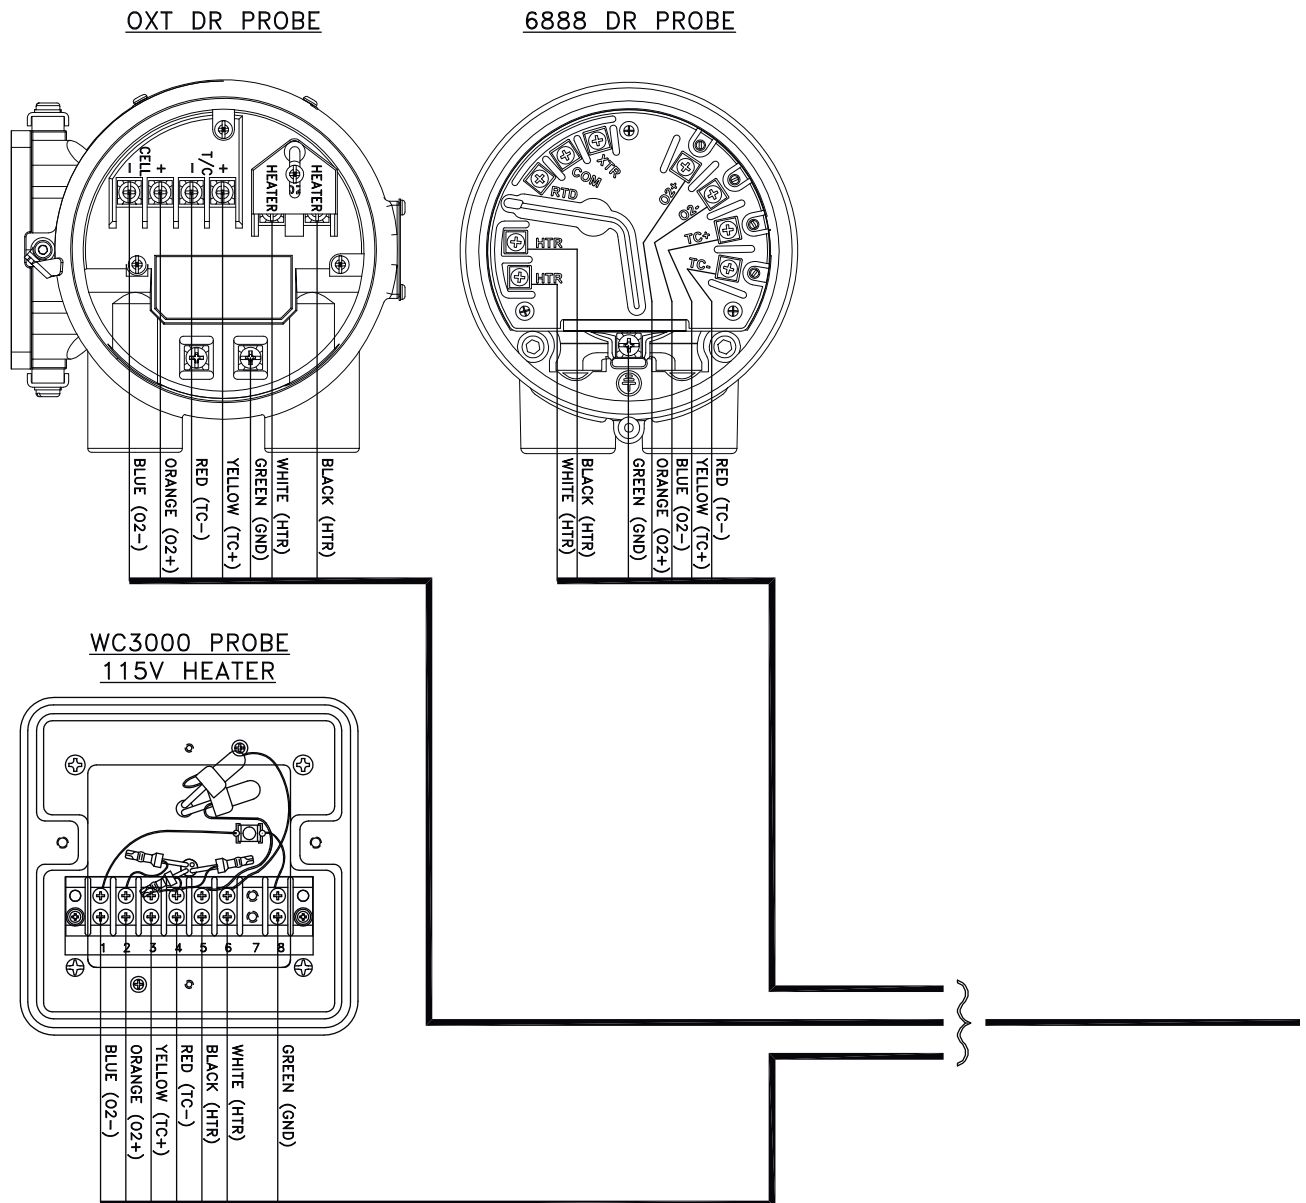 OXT DR PROBE
6888 DR PROBE
CELL
- +
T/C
- +
HEATER
HEATER
XTR
COM
RTD
O2+
O2-
TC+
TC-
HTR
HTR
BLUE (O2-)
ORANGE (O2+)
RED (TC-)
YELLOW (TC+)
GREEN (GND)
WHITE (HTR)
BLACK (HTR)
WHITE (HTR)
BLACK (HTR)
GREEN (GND)
ORANGE (O2+)
BLUE (O2-)
YELLOW (TC+)
RED (TC-)
WC3000 PROBE
115V HEATER
1 2 3 4 5 6 7 8
BLUE (O2-)
ORANGE (O2+)
YELLOW (TC+)
RED (TC-)
BLACK (HTR)
WHITE (HTR)
GREEN (GND)